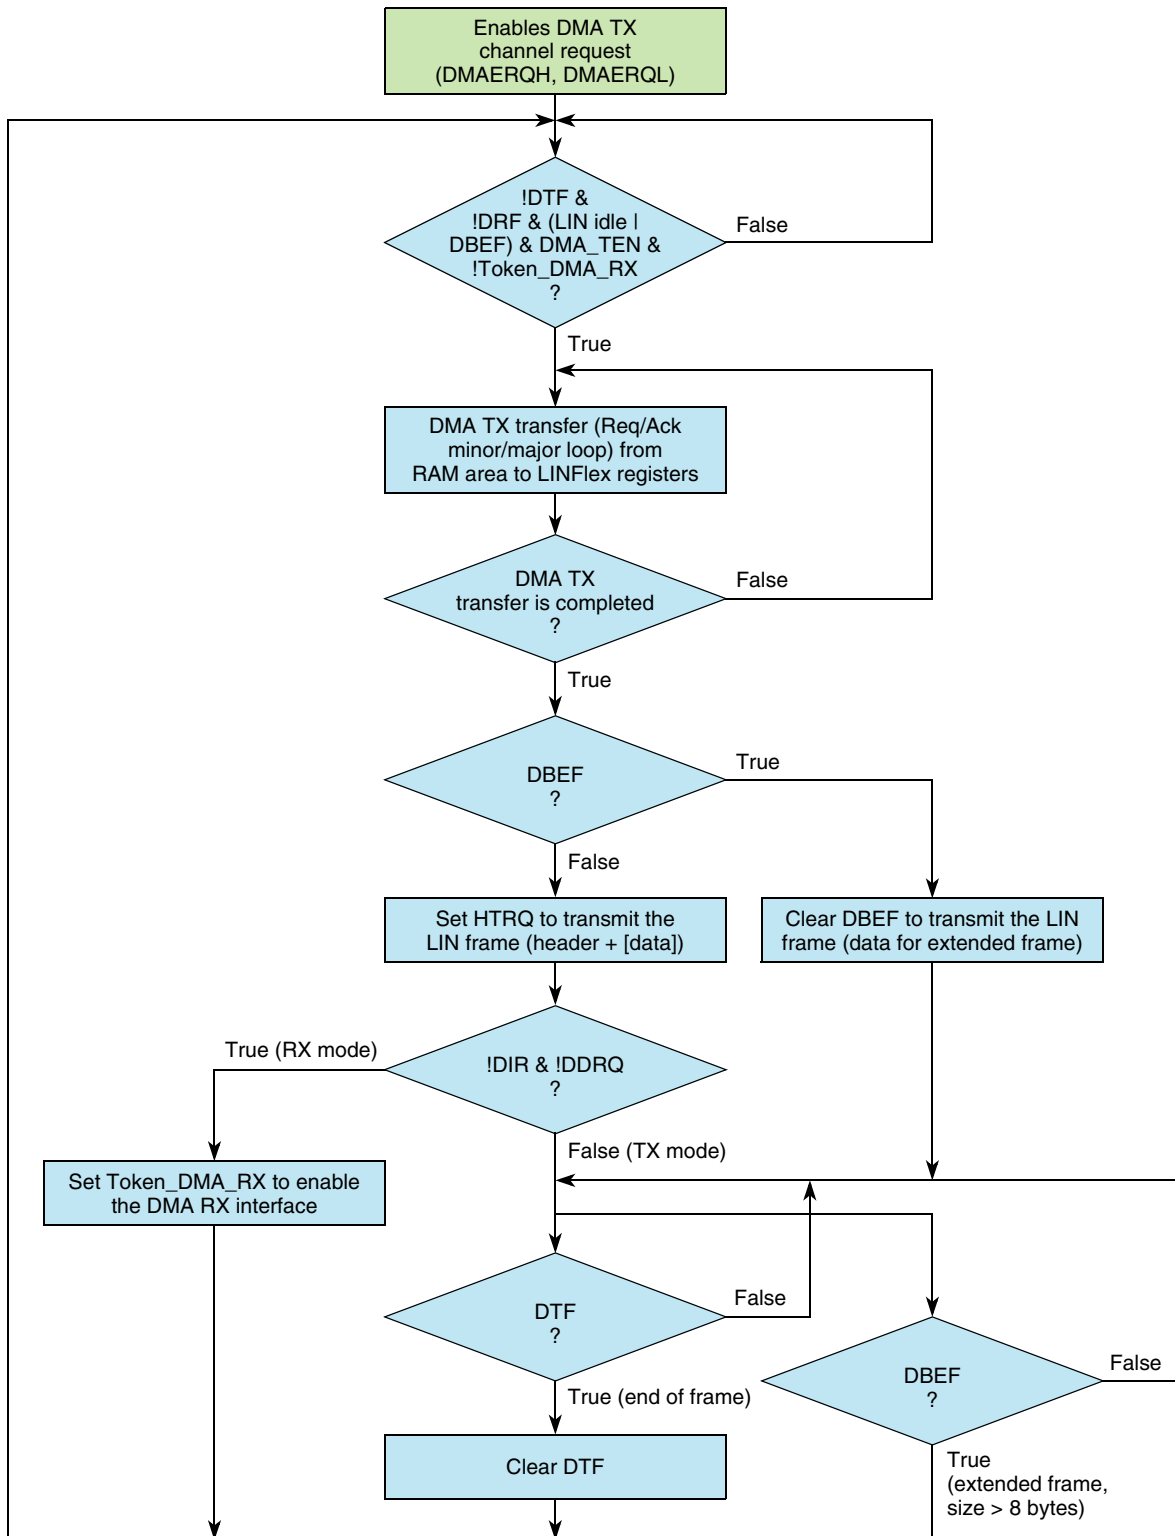 Enables DMA TX
channel request
(DMAERQH, DMAERQL)
!DTF &
!DRF & (LIN idle |
DBEF) & DMA_TEN &
!Token_DMA_RX
?
False
True
DMA TX transfer (Req/Ack
minor/major loop) from
RAM area to LINFlex registers
DMA TX
transfer is completed
?
False
True
DBEF
?
True
False
Set HTRQ to transmit the
LIN frame (header + [data])
Clear DBEF to transmit the LIN
frame (data for extended frame)
True (RX mode)
!DIR & !DDRQ
?
False (TX mode)
Set Token_DMA_RX to enable
the DMA RX interface
DTF
?
False
DBEF
?
False
True (end of frame)
Clear DTF
True
(extended frame,
size > 8 bytes)